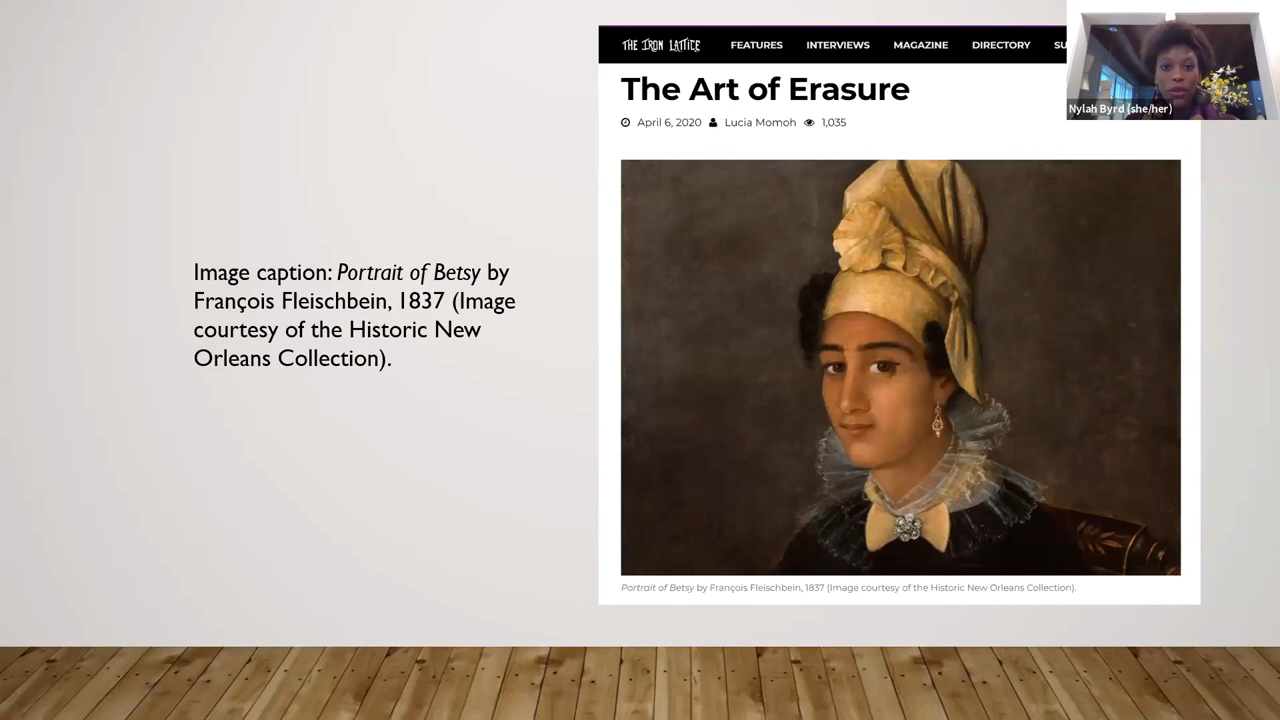 Image caption: Portrait of Betsy by
François Fleischbein, 1837 (Image
courtesy of the Historic New
Orleans Collection).
THE IRON LATTICE FEATURES INTERVIEWS MAGAZINE DIRECTORY SU
The Art of Erasure
April 6, 2020 Lucia Momoh 1,035
Nylah Byrd (she/her)
Portrait of Betsy by François Fleischbein, 1837 (Image courtesy of the Historic New Orleans Collection).